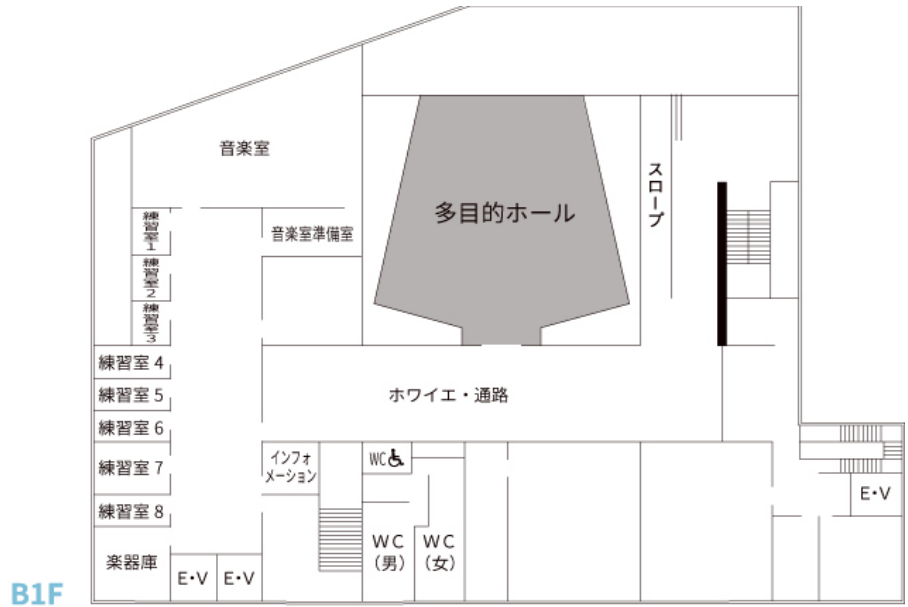 音楽室
多目的ホール
スロープ
音楽室準備室
練習室1
練習室2
練習室3
練習室 4
練習室 5
練習室 6
練習室 7
練習室 8
楽器庫
ホワイエ・通路
インフォ
メーション
WC
WC
(男)
WC
(女)
E・V
E・V
E・V
B1F